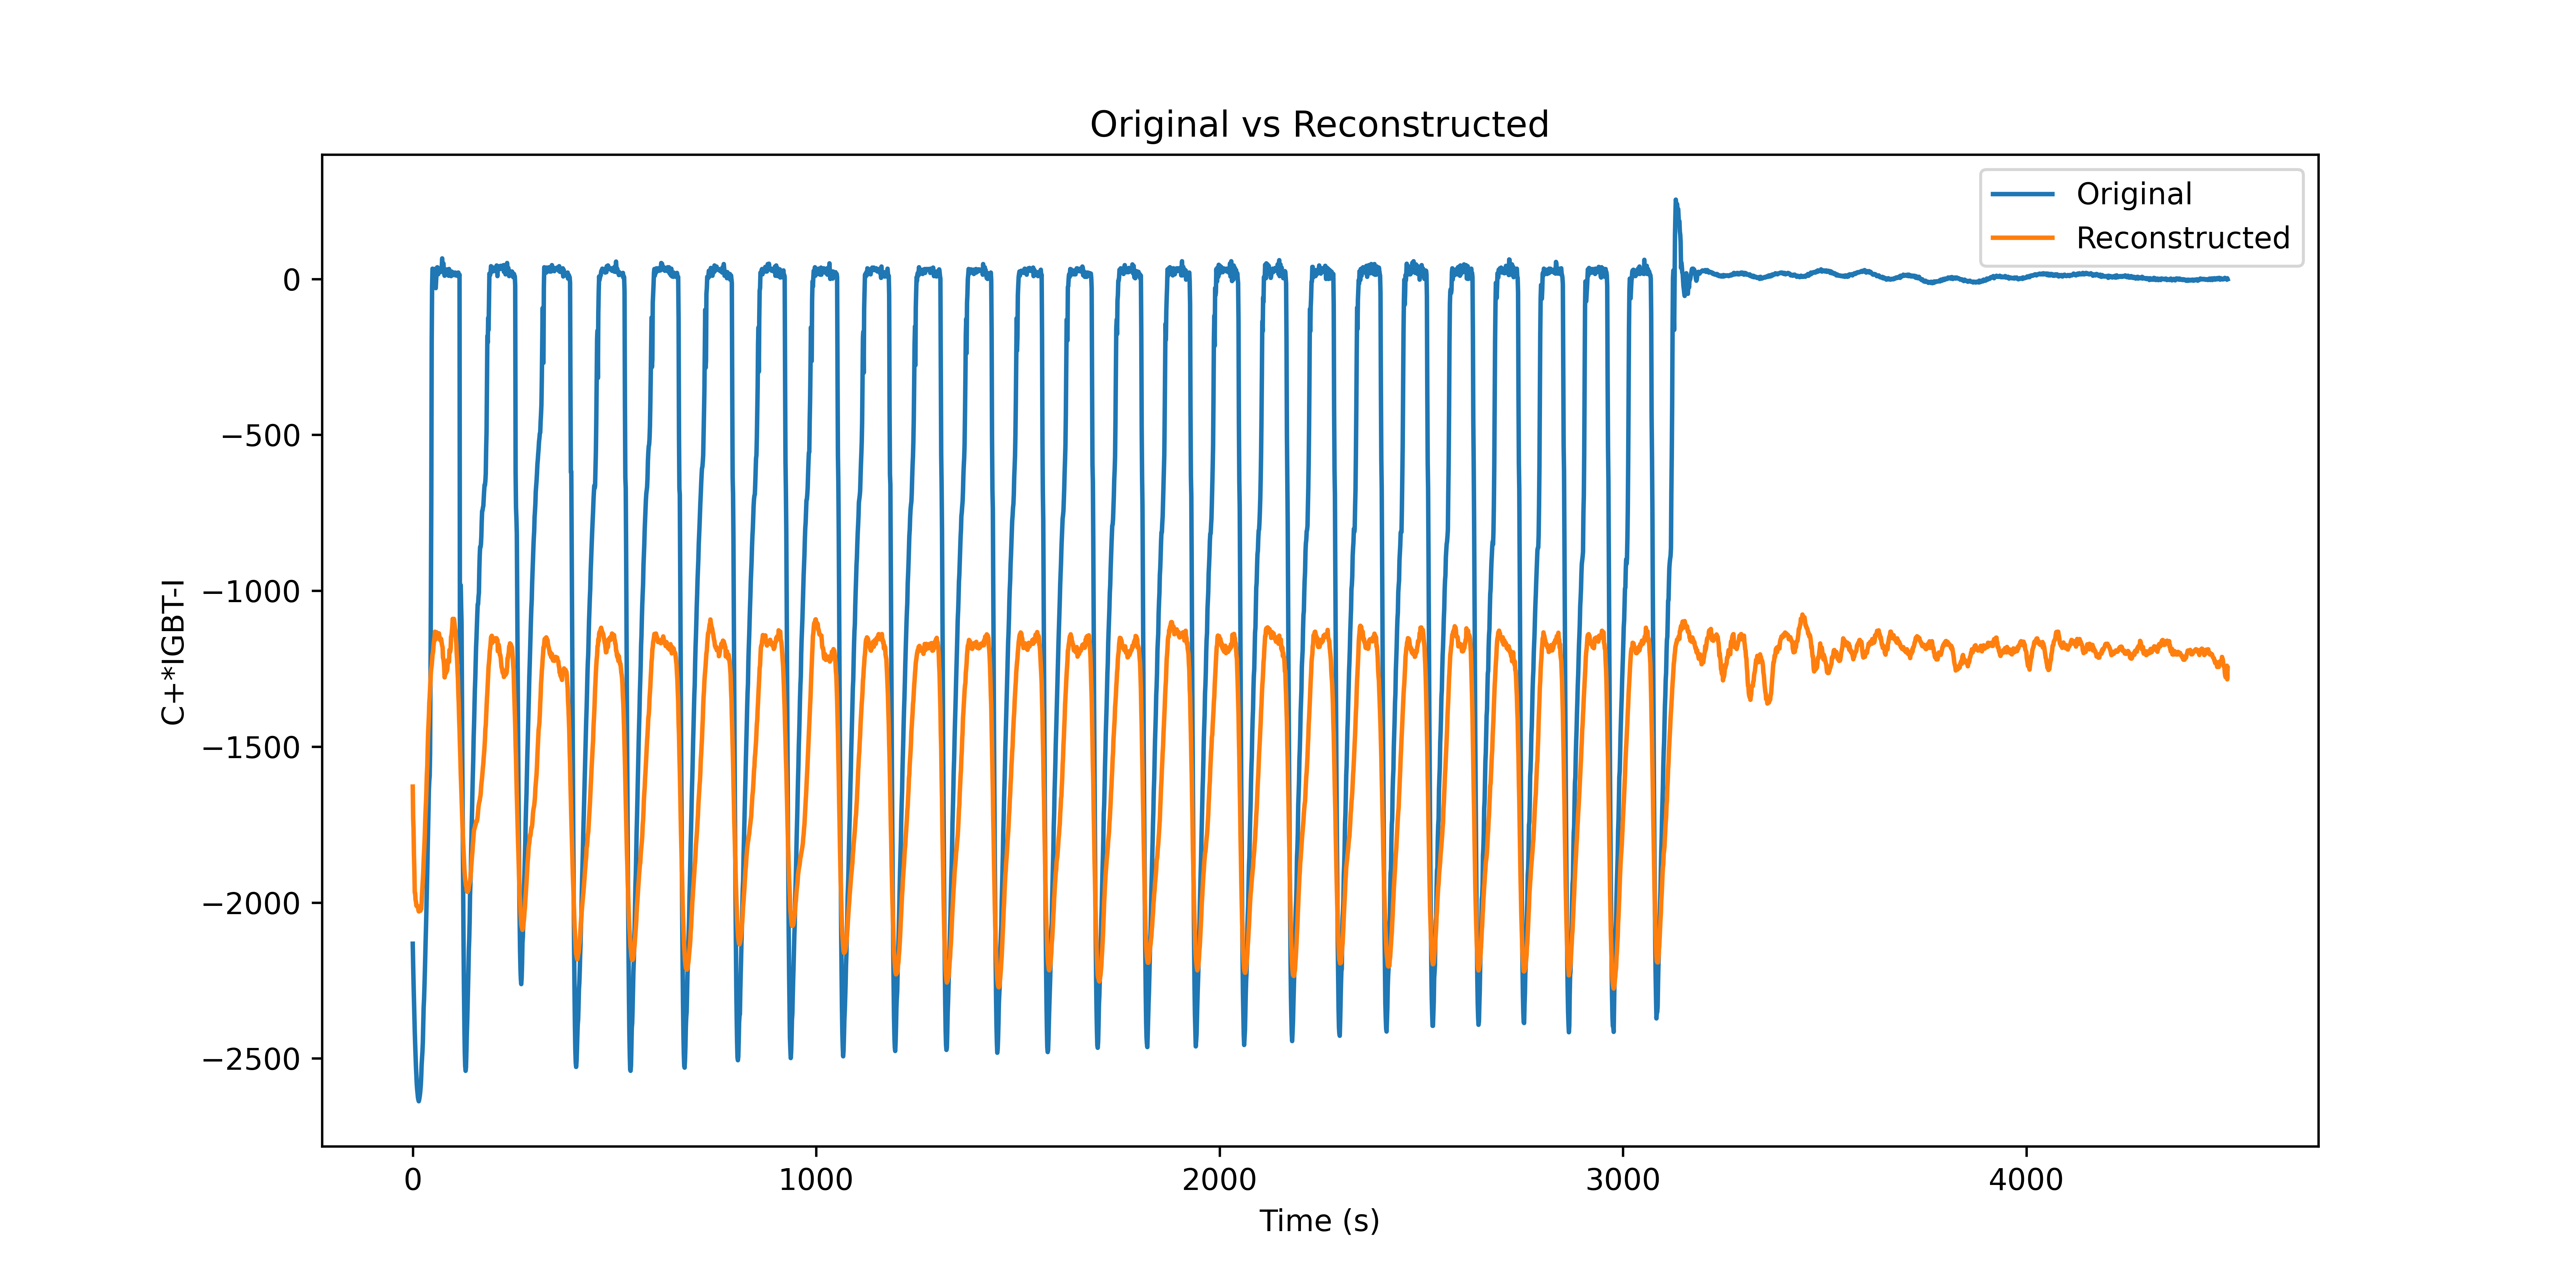 Original vs Reconstructed
Original
Reconstructed
C+*IGBT-I
0
−500
−1000
−1500
−2000
−2500
0
1000
2000
3000
4000
Time (s)